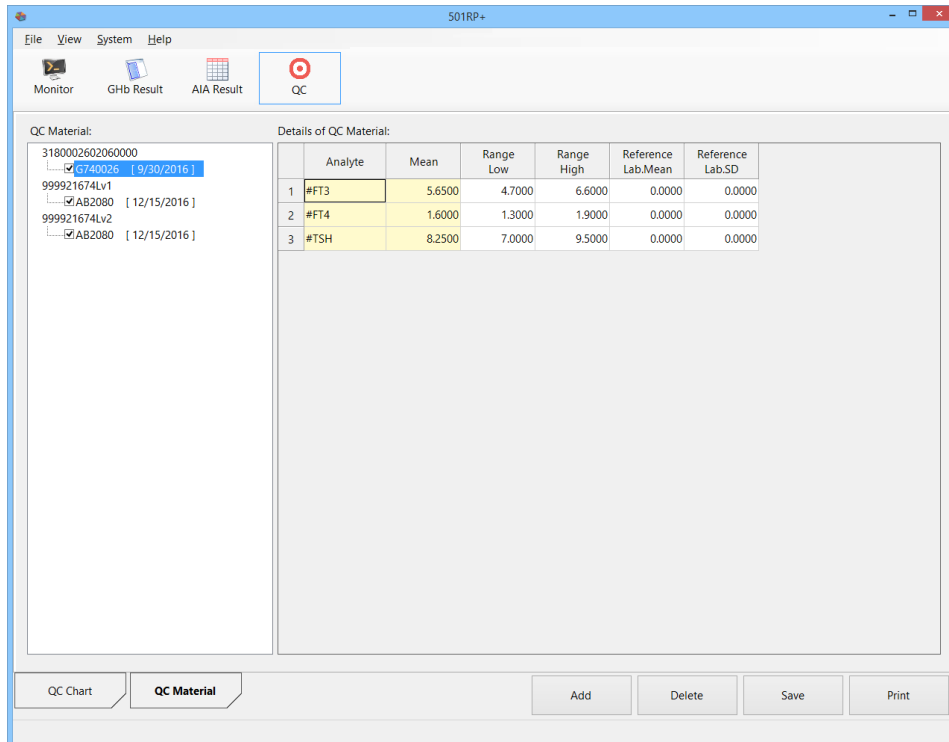 501RP+
File View System Help
Monitor GHb Result AIA Result QC
QC Material:
3180002602060000
G740026 [ 9/30/2016 ]
999921674Lv1
AB2080 [ 12/15/2016 ]
999921674Lv2
AB2080 [ 12/15/2016 ]
Details of QC Material:
Analyte Mean Range Low Range High Reference Lab.Mean Reference Lab.SD
1 #FT3 5.6500 4.7000 6.6000 0.0000 0.0000
2 #FT4 1.6000 1.3000 1.9000 0.0000 0.0000
3 #TSH 8.2500 7.0000 9.5000 0.0000 0.0000
QC Chart QC Material Add Delete Save Print